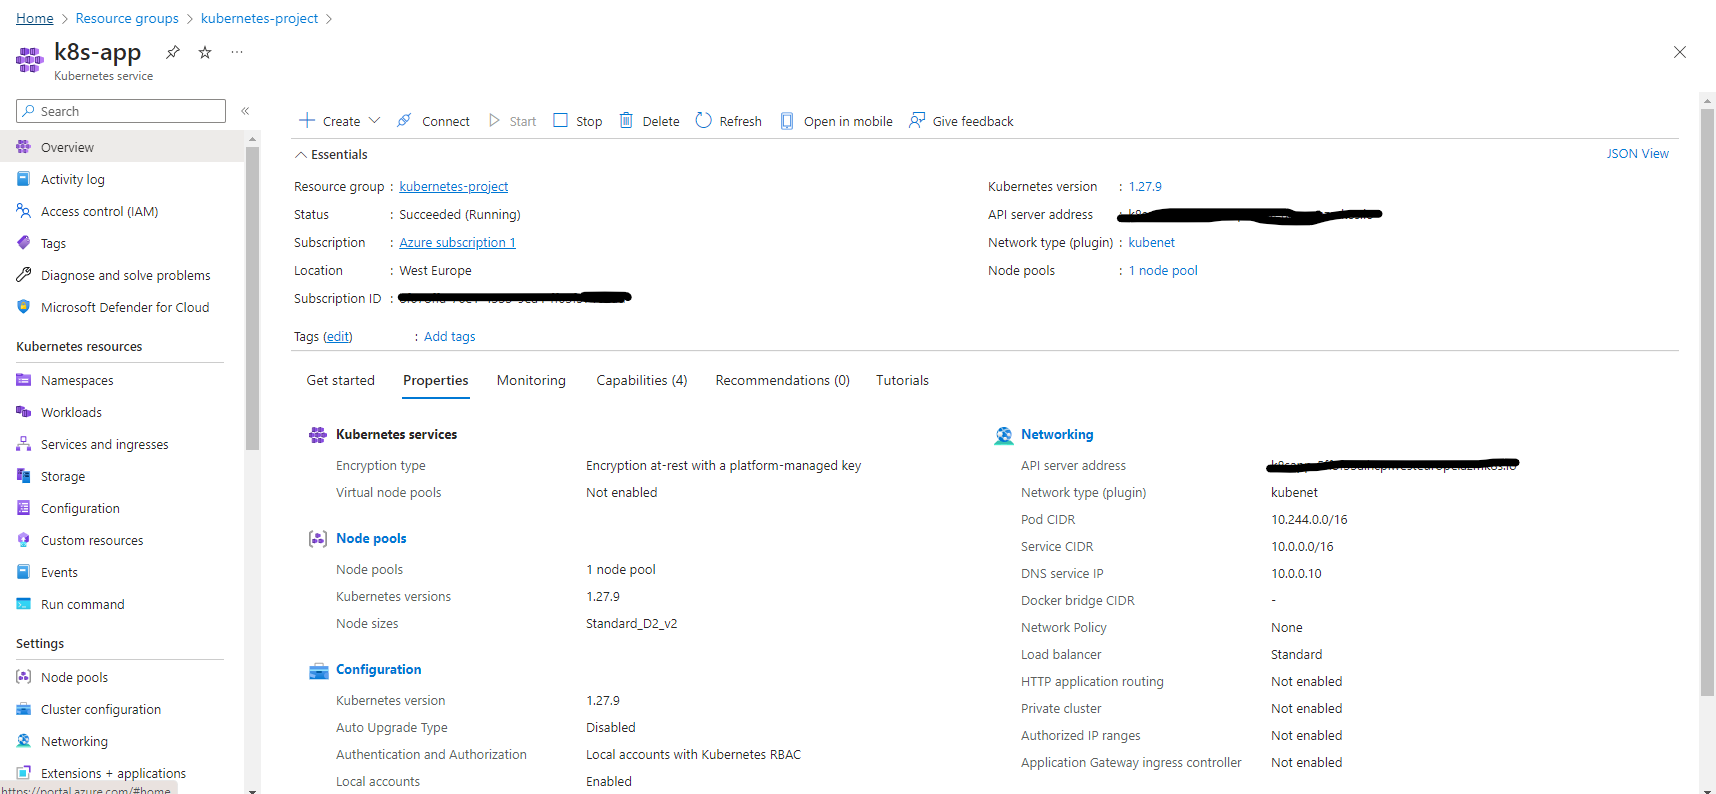 Home > Resource groups > kubernetes-project >
k8s-app
Kubernetes service
Search
Create Connect Start Stop Delete Refresh Open in mobile Give feedback
Overview
Activity log
Access control (IAM)
Tags
Diagnose and solve problems
Microsoft Defender for Cloud
Kubernetes resources
Namespaces
Workloads
Services and ingresses
Storage
Configuration
Custom resources
Events
Run command
Settings
Node pools
Cluster configuration
Networking
Extensions + applications
https://portal.azure.com/#home
Essentials
JSON View
Resource group : kubernetes-project
Status : Succeeded (Running)
Subscription : Azure subscription 1
Location : West Europe
Subscription ID :
Kubernetes version : 1.27.9
API server address :
Network type (plugin) : kubenet
Node pools : 1 node pool
Tags (edit) : Add tags
Get started Properties Monitoring Capabilities (4) Recommendations (0) Tutorials
Kubernetes services
Encryption type Encryption at-rest with a platform-managed key
Virtual node pools Not enabled
Node pools
Node pools 1 node pool
Kubernetes versions 1.27.9
Node sizes Standard_D2_v2
Configuration
Kubernetes version 1.27.9
Auto Upgrade Type Disabled
Authentication and Authorization Local accounts with Kubernetes RBAC
Local accounts Enabled
Networking
API server address
Network type (plugin) kubenet
Pod CIDR 10.244.0.0/16
Service CIDR 10.0.0.0/16
DNS service IP 10.0.0.10
Docker bridge CIDR -
Network Policy None
Load balancer Standard
HTTP application routing Not enabled
Private cluster Not enabled
Authorized IP ranges Not enabled
Application Gateway ingress controller Not enabled